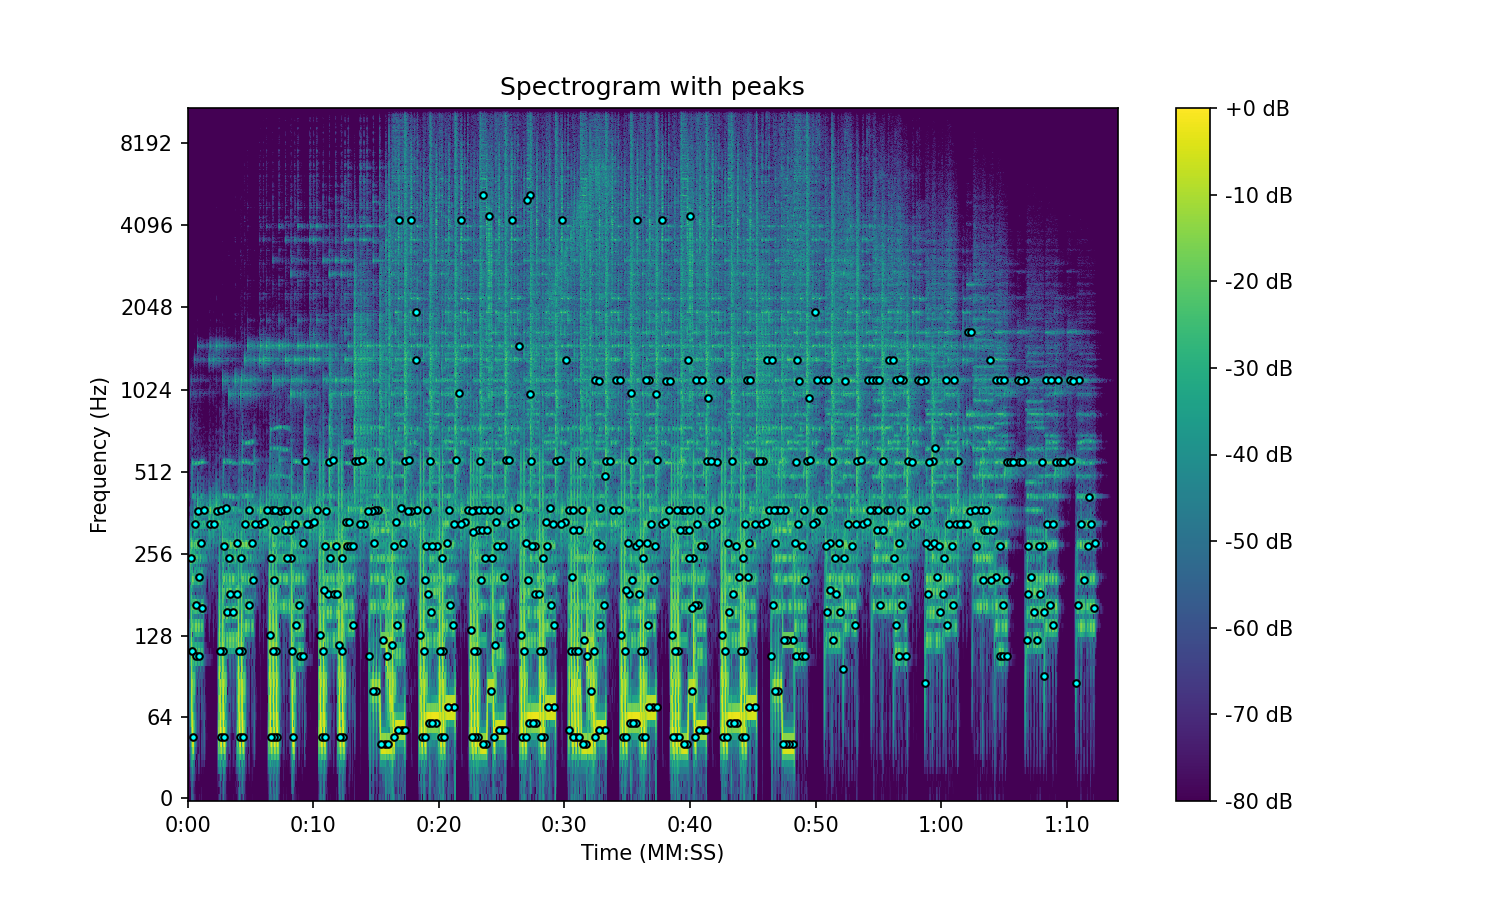 Spectrogram with peaks
+0 dB
8192
-10 dB
4096
-20 dB
2048
-30 dB
1024
-40 dB
512
-50 dB
256
-60 dB
128
-70 dB
64
0
-80 dB
Frequency (Hz)
0:00 0:10 0:20 0:30 0:40 0:50 1:00 1:10
Time (MM:SS)